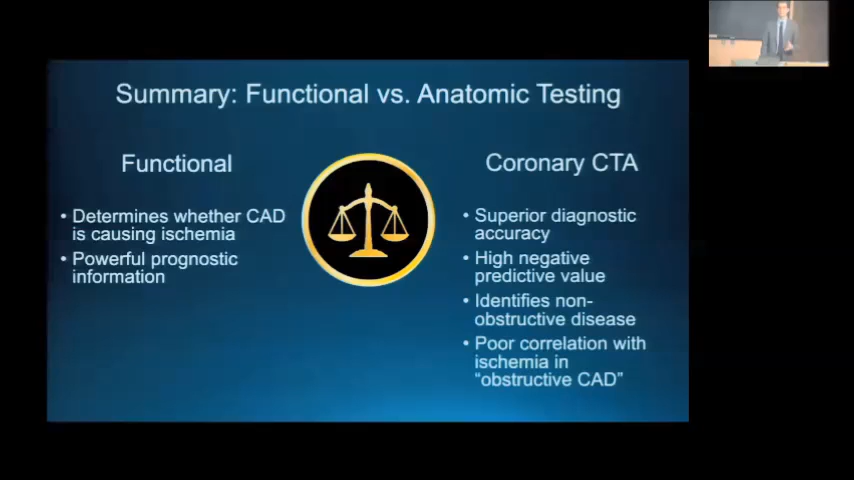 Summary: Functional vs. Anatomic Testing
Functional
• Determines whether CAD
is causing ischemia
• Powerful prognostic
information
Coronary CTA
• Superior diagnostic
accuracy
• High negative
predictive value
• Identifies non-
obstructive disease
• Poor correlation with
ischemia in
“obstructive CAD”